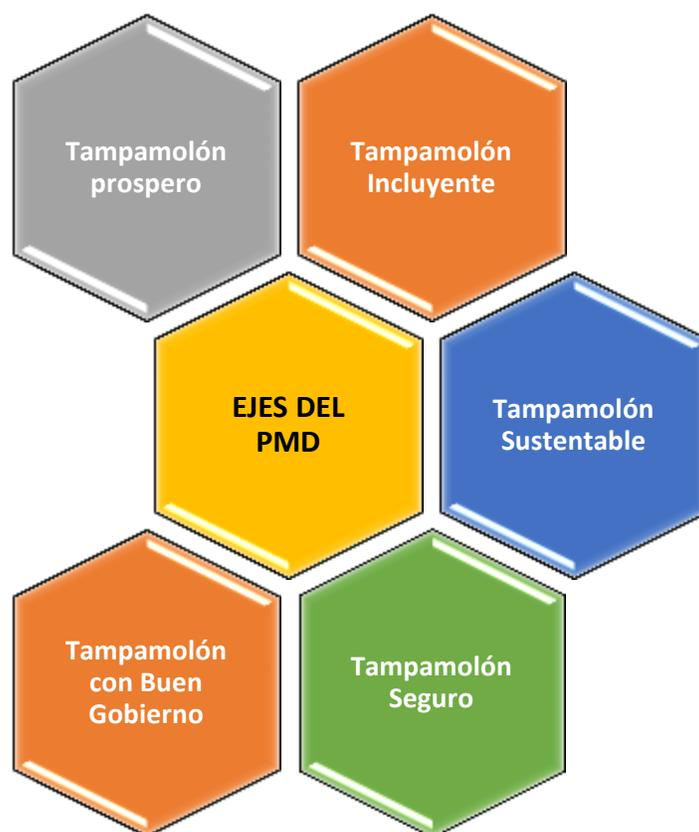 Tampamolón
prospero
Tampamolón
Incluyente
EJES DEL
PMD
Tampamolón
Sustentable
Tampamolón
con Buen
Gobierno
Tampamolón
Seguro